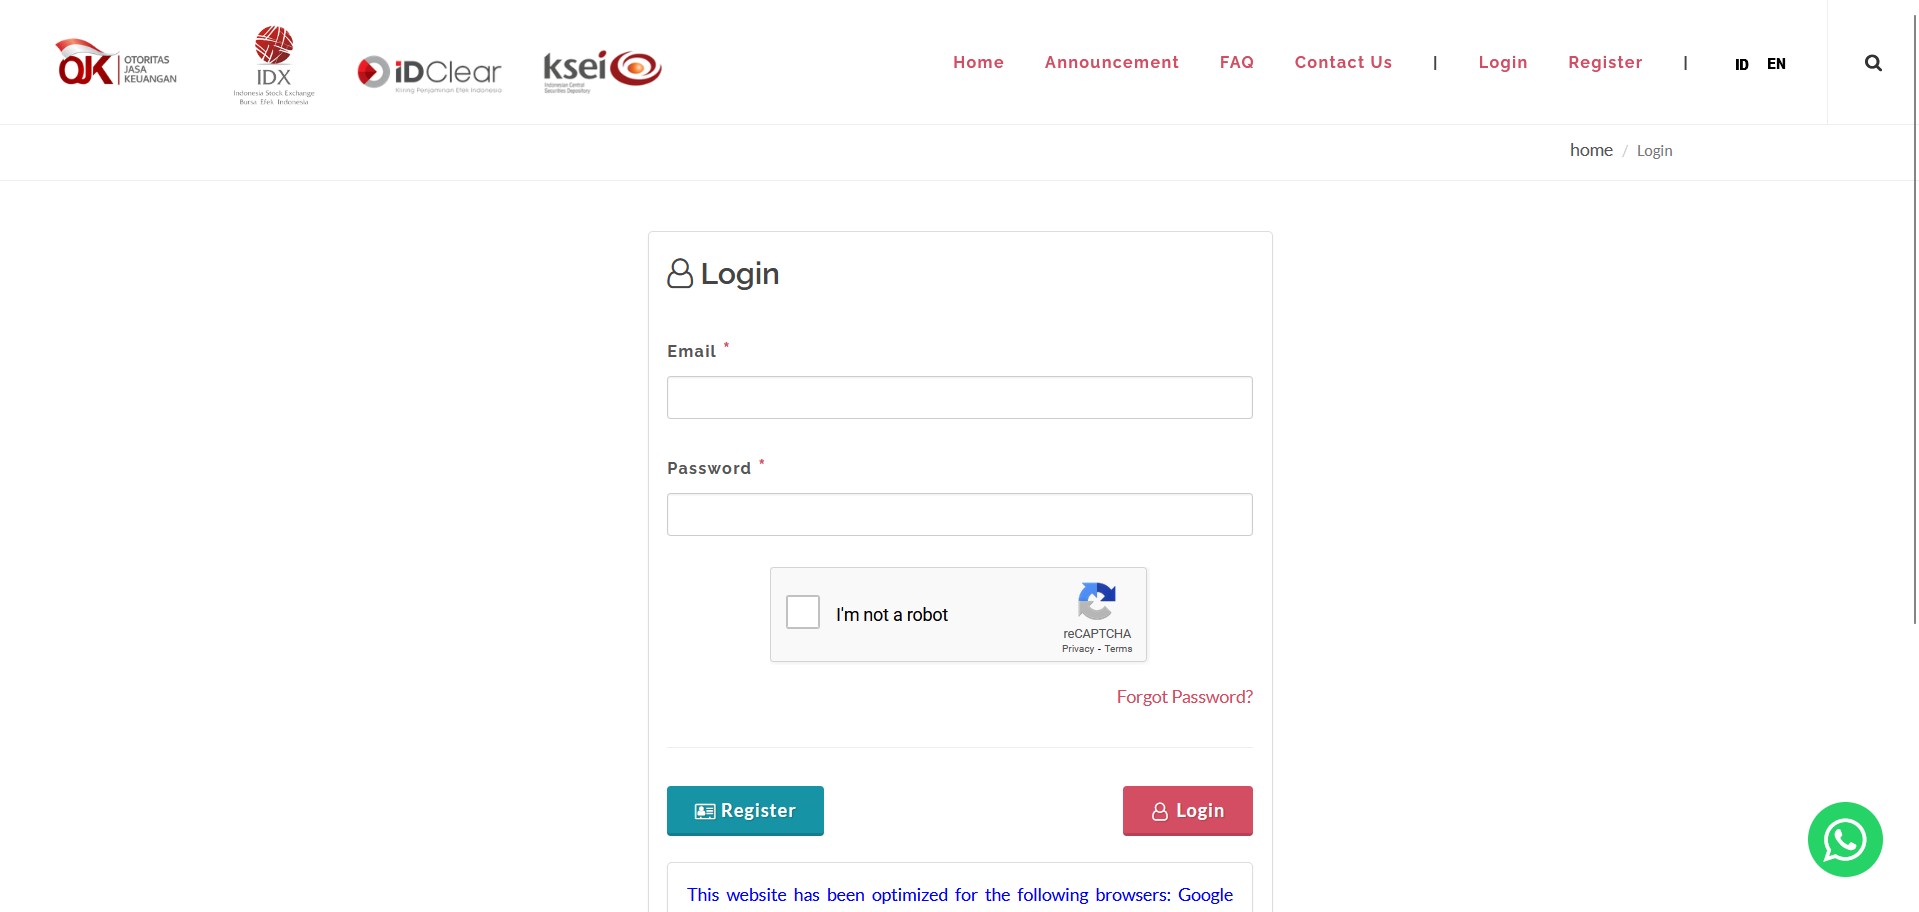 OJK
OTORITAS
JASA
KEUANGAN
IDX
Indonesia Stock Exchange
Bursa Efek Indonesia
iDClear
Kliring Penjaminan Efek Indonesia
ksei
Indonesian Central
Securities Depository
Home Announcement FAQ Contact Us | Login Register | ID EN
home / Login
Login
Email *
Password *
I'm not a robot
reCAPTCHA
Privacy - Terms
Forgot Password?
Register
Login
This website has been optimized for the following browsers: Google